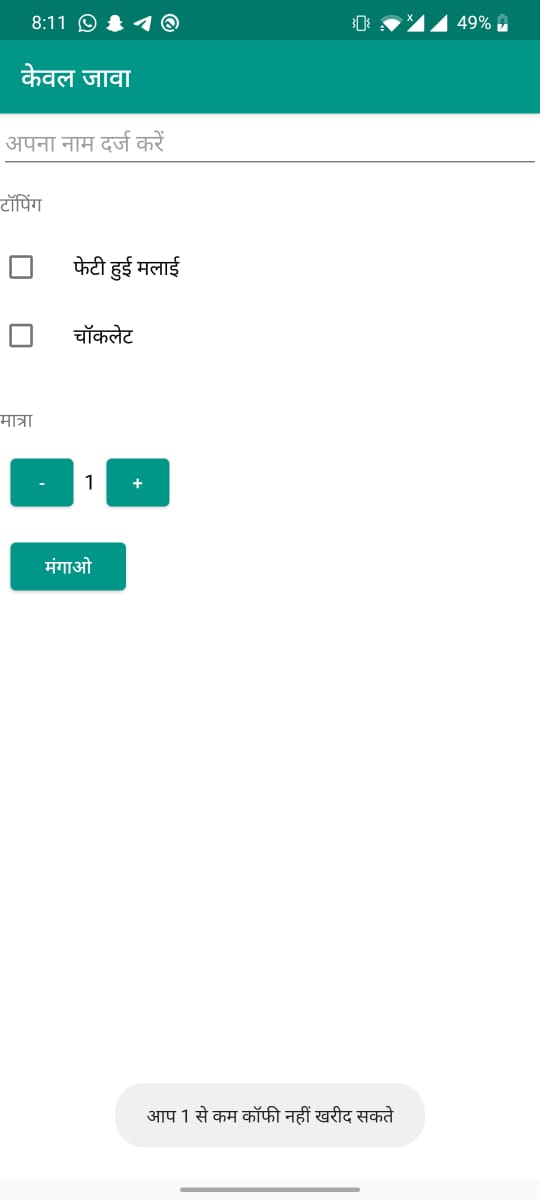 8:11 49%
केवल जावा
अपना नाम दर्ज करें
टॉपिंग
फेटी हुई मलाई
चॉकलेट
मात्रा
- 1 +
मंगाओ
आप 1 से कम कॉफी नहीं खरीद सकते